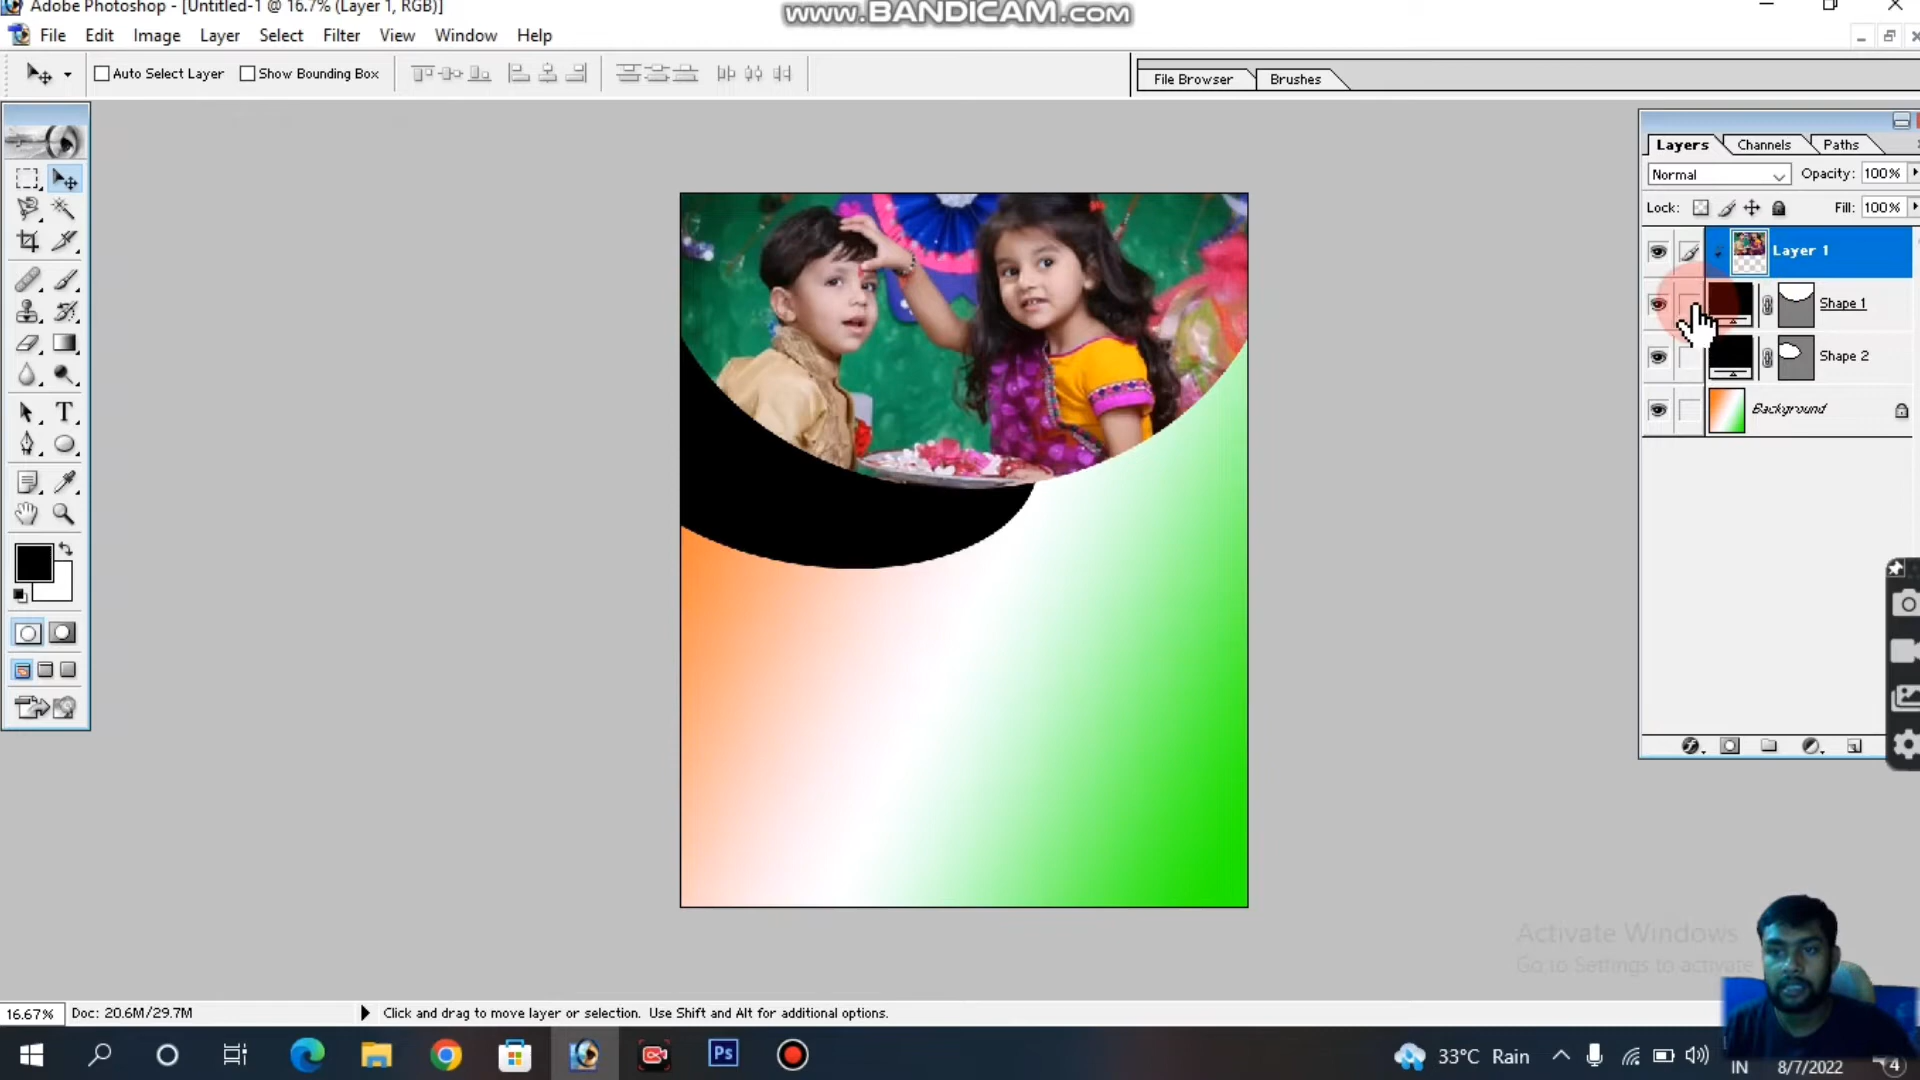 Adobe Photoshop - [Untitled-1 @ 16.7% (Layer 1, RGB)]
www.BANDICAM.com
File Edit Image Layer Select Filter View Window Help
Auto Select Layer Show Bounding Box
File Browser Brushes
Layers Channels Paths
Normal Opacity: 100%
Lock: Fill: 100%
Layer 1
Shape 1
Shape 2
Background
T
Activate Windows
Go to Settings to activate
16.67% Doc: 20.6M/29.7M Click and drag to move layer or selection. Use Shift and Alt for additional options.
Ps
33°C Rain
IN 8/7/2022 4